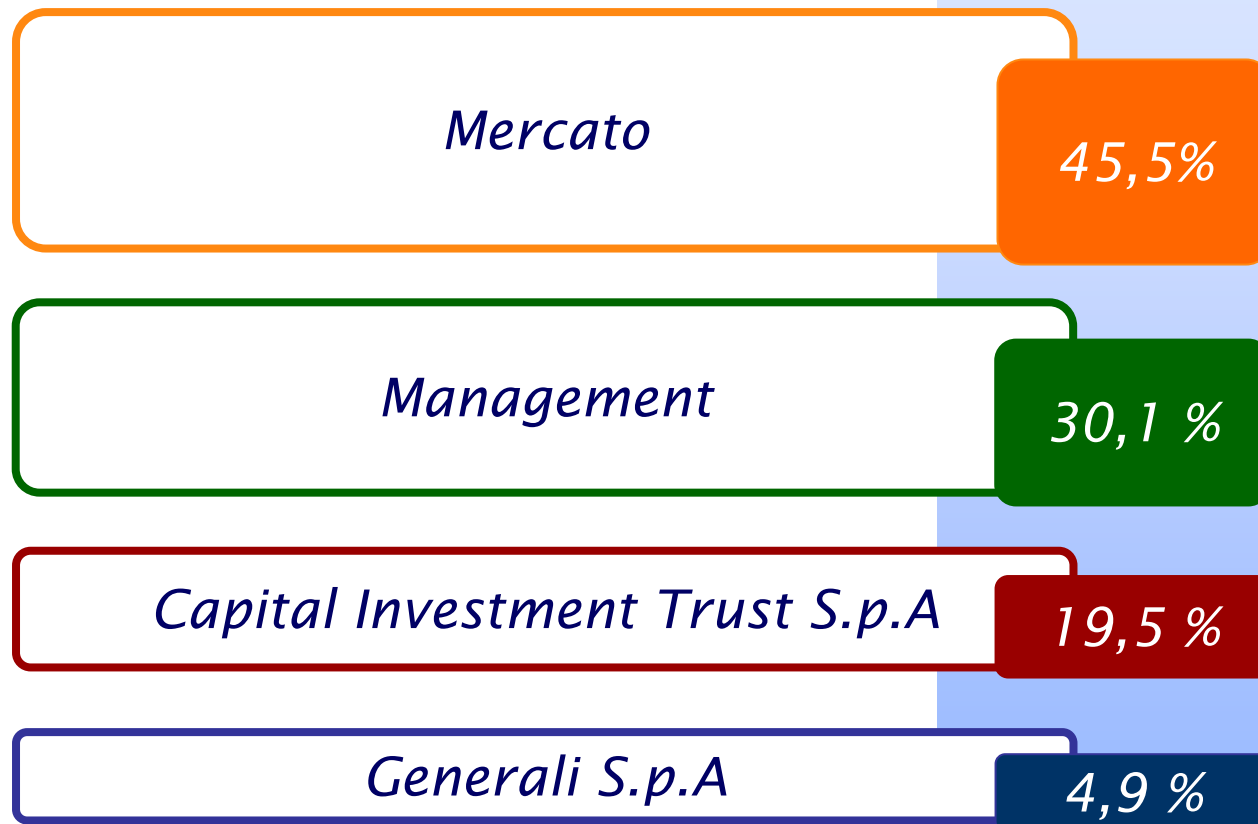 Mercato
45,5%
Management
30,1 %
Capital Investment Trust S.p.A
19,5 %
Generali S.p.A
4,9 %